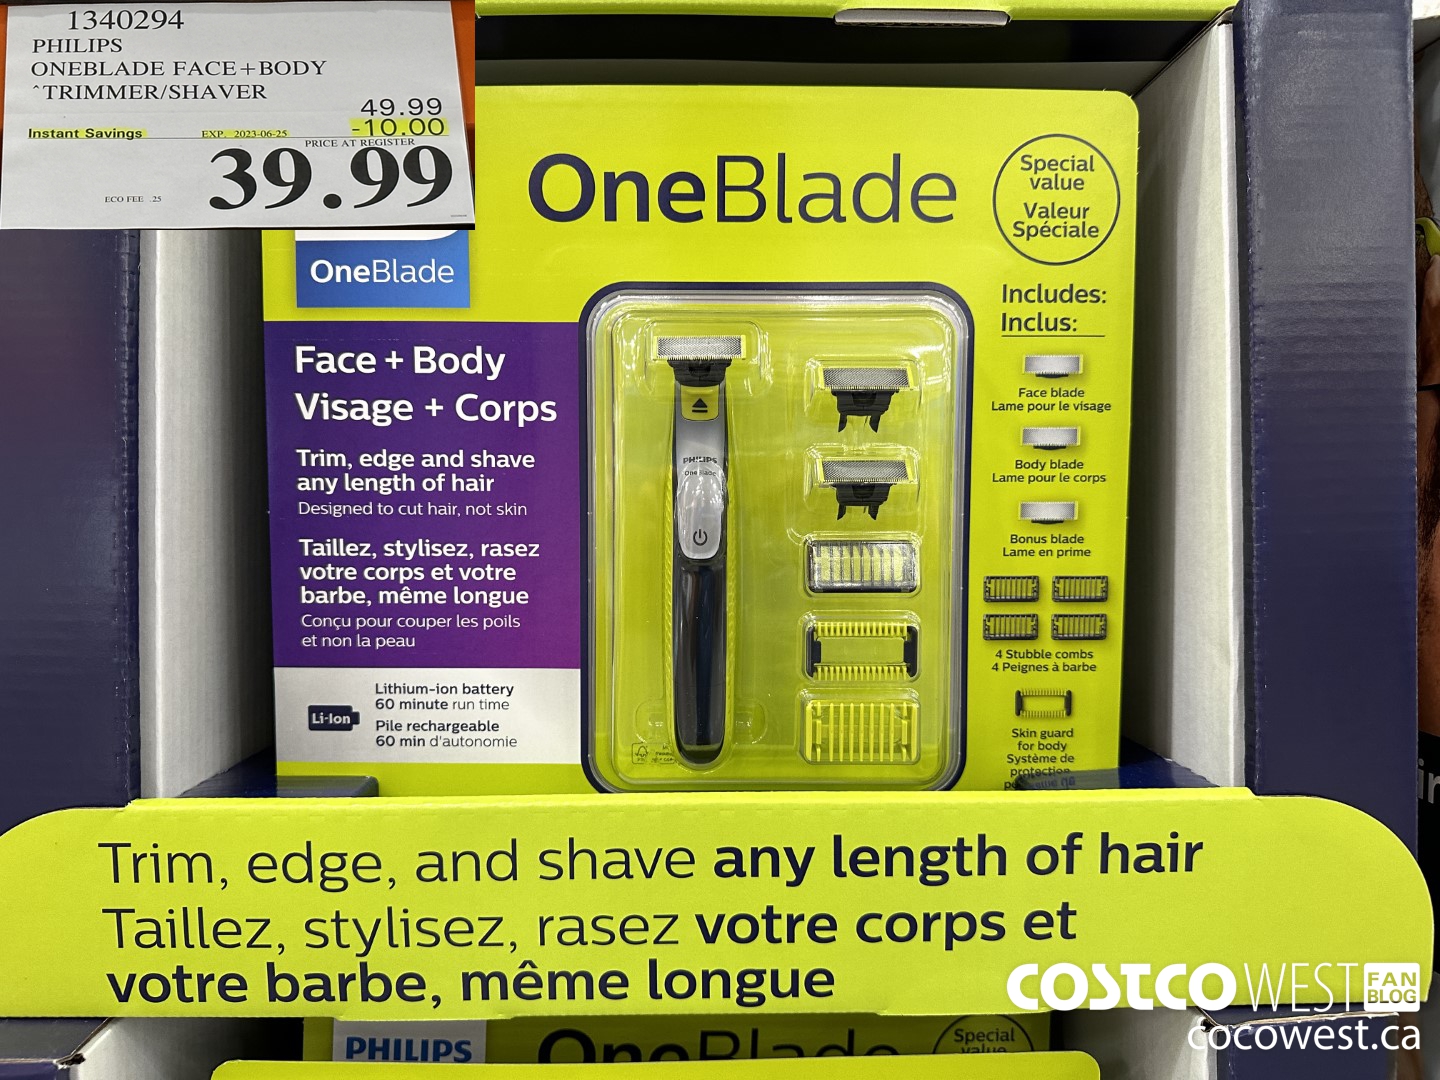 1340294
PHILIPS
ONEBLADE FACE+BODY
^TRIMMER/SHAVER
49.99
Instant Savings EXP. 2023-06-25 -10.00
PRICE AT REGISTER
39.99
ECO FEE .25
OneBlade
Special
value
Valeur
Spéciale
OneBlade
Face + Body
Visage + Corps
Trim, edge and shave
any length of hair
Designed to cut hair, not skin
Taillez, stylisez, rasez
votre corps et votre
barbe, même longue
Conçu pour couper les poils
et non la peau
Li-Ion
Lithium-ion battery
60 minute run time
Pile rechargeable
60 min d'autonomie
PHILIPS
OneBlade
Includes:
Inclus:
Face blade
Lame pour le visage
Body blade
Lame pour le corps
Bonus blade
Lame en prime
4 Stubble combs
4 Peignes à barbe
Skin guard
for body
Système de
protection
Trim, edge, and shave any length of hair
Taillez, stylisez, rasez votre corps et
votre barbe, même longue
PHILIPS
OneBlade
Special
value
COSTCO WEST FAN BLOG
cocowest.ca